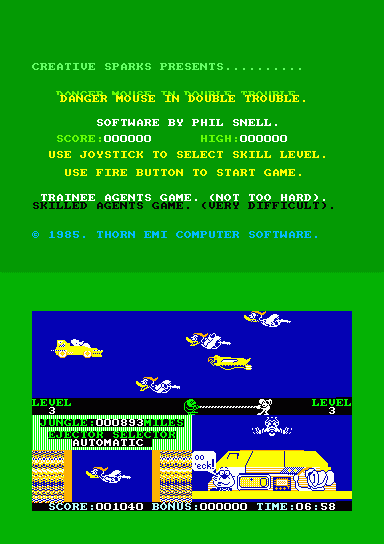 CREATIVE SPARKS PRESENTS..........
DANGER MOUSE IN DOUBLE TROUBLE.
DANGER MOUSE IN DOUBLE TROUBLE.
SOFTWARE BY PHIL SNELL.
SCORE:000000 HIGH:000000
USE JOYSTICK TO SELECT SKILL LEVEL.
USE FIRE BUTTON TO START GAME.
TRAINEE AGENTS GAME. (NOT TOO HARD).
SKILLED AGENTS GAME. (VERY DIFFICULT).
© 1985. THORN EMI COMPUTER SOFTWARE.
LEVEL LEVEL
3 3
JUNGLE:000893MILES
EJECTOR SELECTOR
AUTOMATIC
oo
'eck!
SCORE:001040 BONUS:000000 TIME:06:58